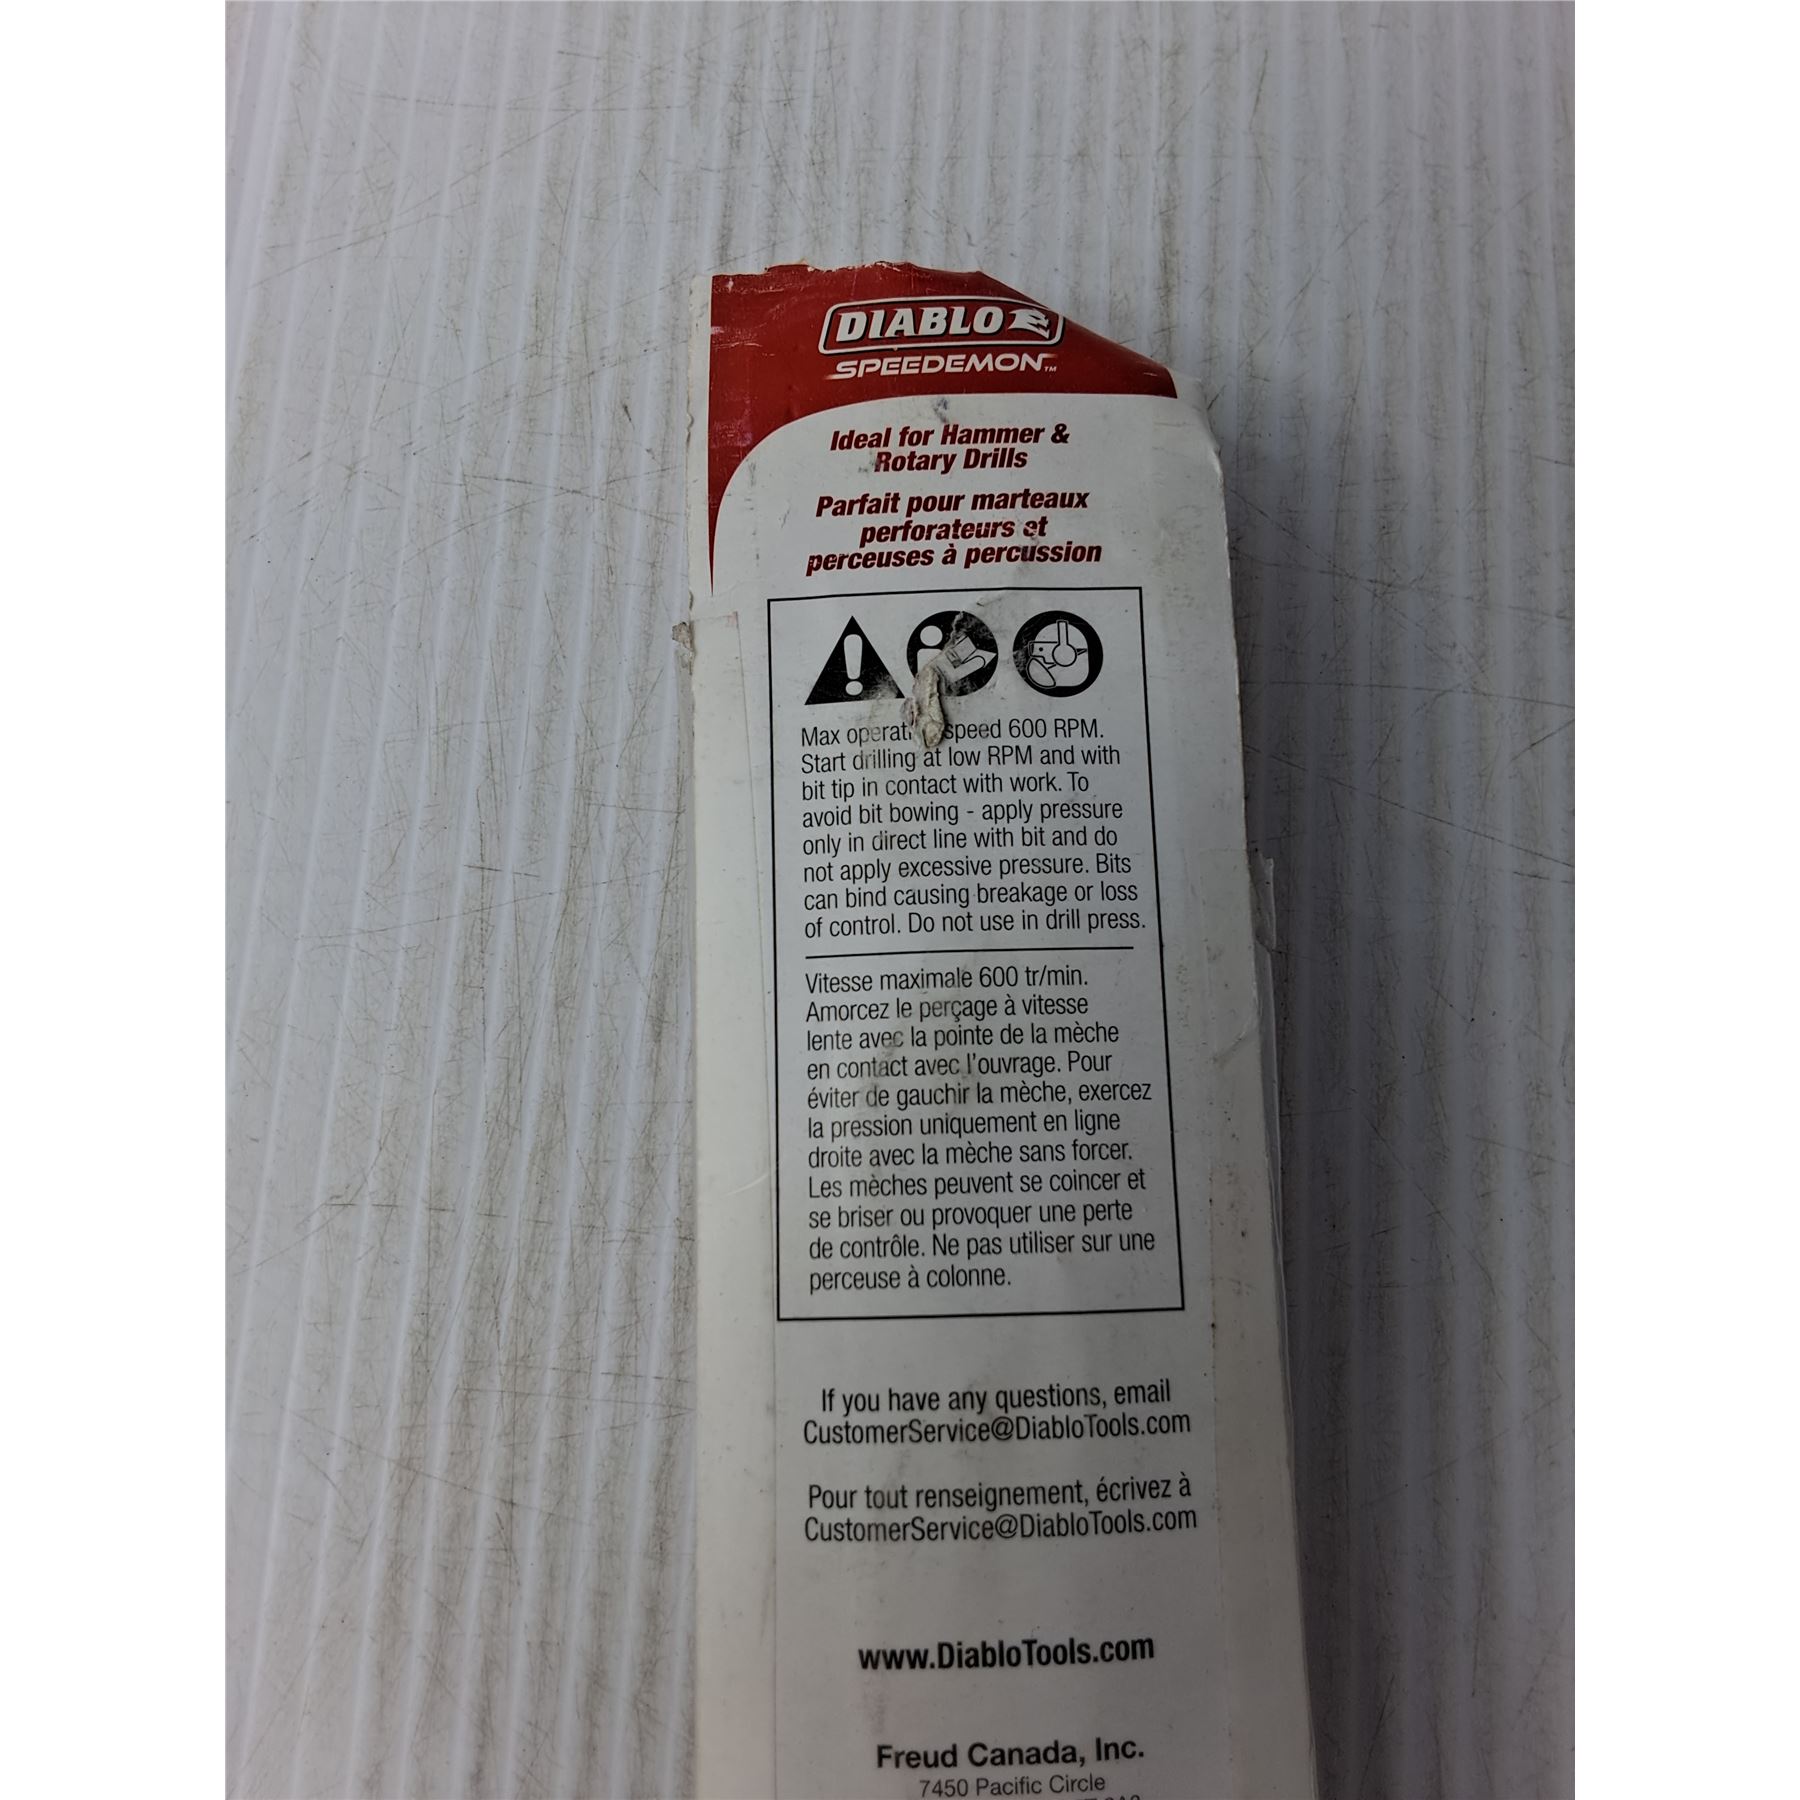 DIABLO
SPEEDEMON™
Ideal for Hammer &
Rotary Drills
Parfait pour marteaux
perforateurs et
perceuses à percussion
Max speed 600 RPM.
Start drilling at low RPM and with
bit tip in contact with work. To
avoid bit bowing - apply pressure
only in direct line with bit and do
not apply excessive pressure. Bits
can bind causing breakage or loss
of control. Do not use in drill press.
Vitesse maximale 600 tr/min.
Amorcez le perçage à vitesse
lente avec la pointe de la mèche
en contact avec l'ouvrage. Pour
éviter de gauchir la mèche, exercez
la pression uniquement en ligne
droite avec la mèche sans forcer.
Les mèches peuvent se coincer et
se briser ou provoquer une perte
de contrôle. Ne pas utiliser sur une
perceuse à colonne.
If you have any questions, email
CustomerService@DiabloTools.com
Pour tout renseignement, écrivez à
CustomerService@DiabloTools.com
www.DiabloTools.com
Freud Canada, Inc.
7450 Pacific Circle